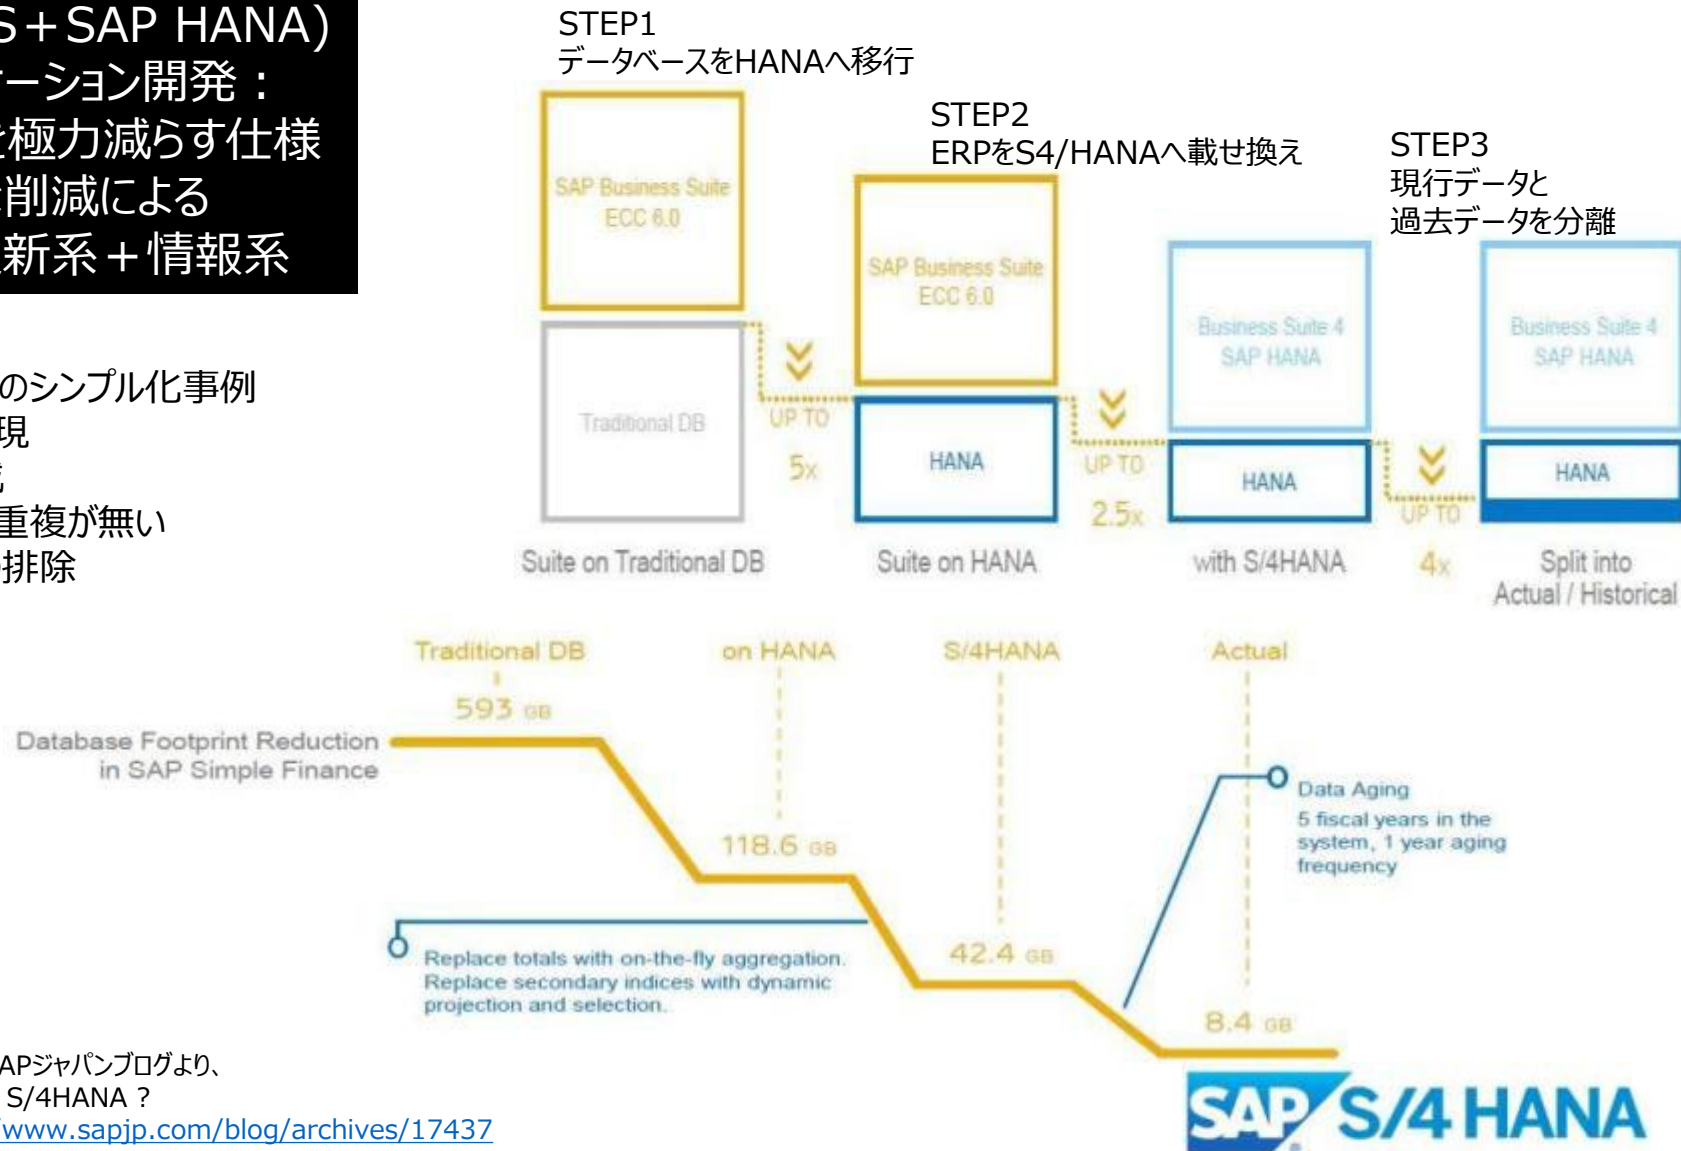 S+SAP HANA)
ーション開発：
を極力減らす仕様
削減による
新系＋情報系
のシンプル化事例
現
重複が無い
排除
STEP1
データベースをHANAへ移行
STEP2
ERPをS4/HANAへ載せ換え
STEP3
現行データと
過去データを分離
SAP Business Suite
ECC 6.0
Traditional DB
Suite on Traditional DB
UP TO
5x
SAP Business Suite
ECC 6.0
HANA
Suite on HANA
UP TO
2.5x
Business Suite 4
SAP HANA
HANA
with S/4HANA
UP TO
4x
Business Suite 4
SAP HANA
HANA
Split into
Actual / Historical
Traditional DB
on HANA
S/4HANA
Actual
593 GB
Database Footprint Reduction
in SAP Simple Finance
118.6 GB
Data Aging
5 fiscal years in the
system, 1 year aging
frequency
42.4 GB
Replace totals with on-the-fly aggregation.
Replace secondary indices with dynamic
projection and selection.
8.4 GB
APジャパンブログより、
S/4HANA ?
/www.sapjp.com/blog/archives/17437
SAP S/4 HANA